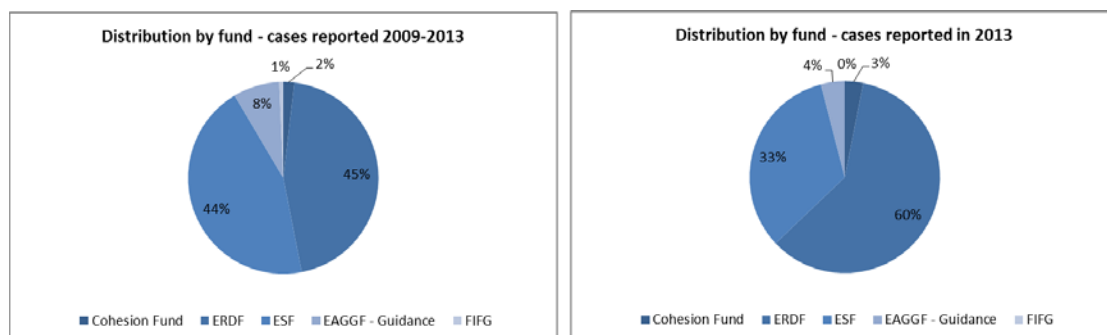 Distribution by fund - cases reported 2009-2013
1% 2%
8%
45%
44%
Cohesion Fund ERDF ESF EAGGF - Guidance FIFG
Distribution by fund - cases reported in 2013
4% 0% 3%
33%
60%
Cohesion Fund ERDF ESF EAGGF - Guidance FIFG